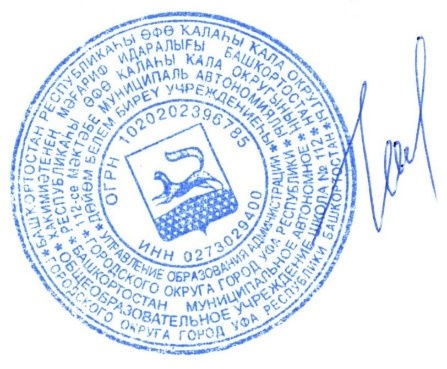 БАШҠОРТОСТАН РЕСПУБЛИКАҺЫ ӨФӨ ҠАЛАҺЫ ҠАЛА ОКРУГЫ
ХАКИМИӘТЕНЕҢ МӘҒАРИФ ИДАРАЛЫҒЫ БАШҠОРТОСТАН
РЕСПУБЛИКАҺЫ ӨФӨ ҠАЛАҺЫ ҠАЛА ОКРУГЫНЫҢ
112-се МӘКТӘБЕ МУНИЦИПАЛЬ АВТОНОМИЯЛЫ
ДӨЙӨМ БЕЛЕМ БИРЕҮ УЧРЕЖДЕНИЕҺЫ
ОГРН 1020202396785
ИНН 0273029400
УПРАВЛЕНИЕ ОБРАЗОВАНИЯ АДМИНИСТРАЦИИ
ГОРОДСКОГО ОКРУГА ГОРОД УФА РЕСПУБЛИКИ
БАШКОРТОСТАН МУНИЦИПАЛЬНОЕ АВТОНОМНОЕ
ОБЩЕОБРАЗОВАТЕЛЬНОЕ УЧРЕЖДЕНИЕ ШКОЛА № 112
ГОРОДСКОГО ОКРУГА ГОРОД УФА РЕСПУБЛИКИ БАШКОРТОСТАН